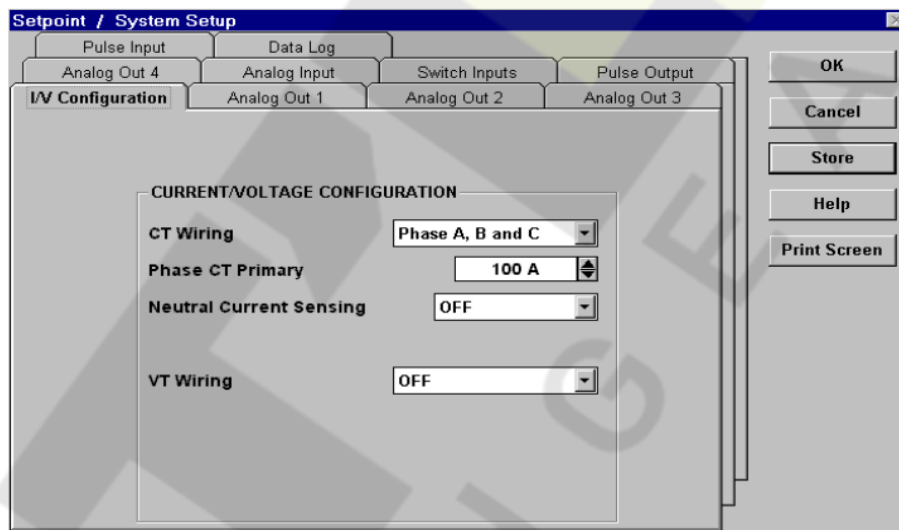 Setpoint / System Setup
Pulse Input
Data Log
Analog Out 4
Analog Input
Switch Inputs
Pulse Output
I/V Configuration
Analog Out 1
Analog Out 2
Analog Out 3
CURRENT/VOLTAGE CONFIGURATION
CT Wiring
Phase A, B and C
Phase CT Primary
100 A
Neutral Current Sensing
OFF
VT Wiring
OFF
OK
Cancel
Store
Help
Print Screen